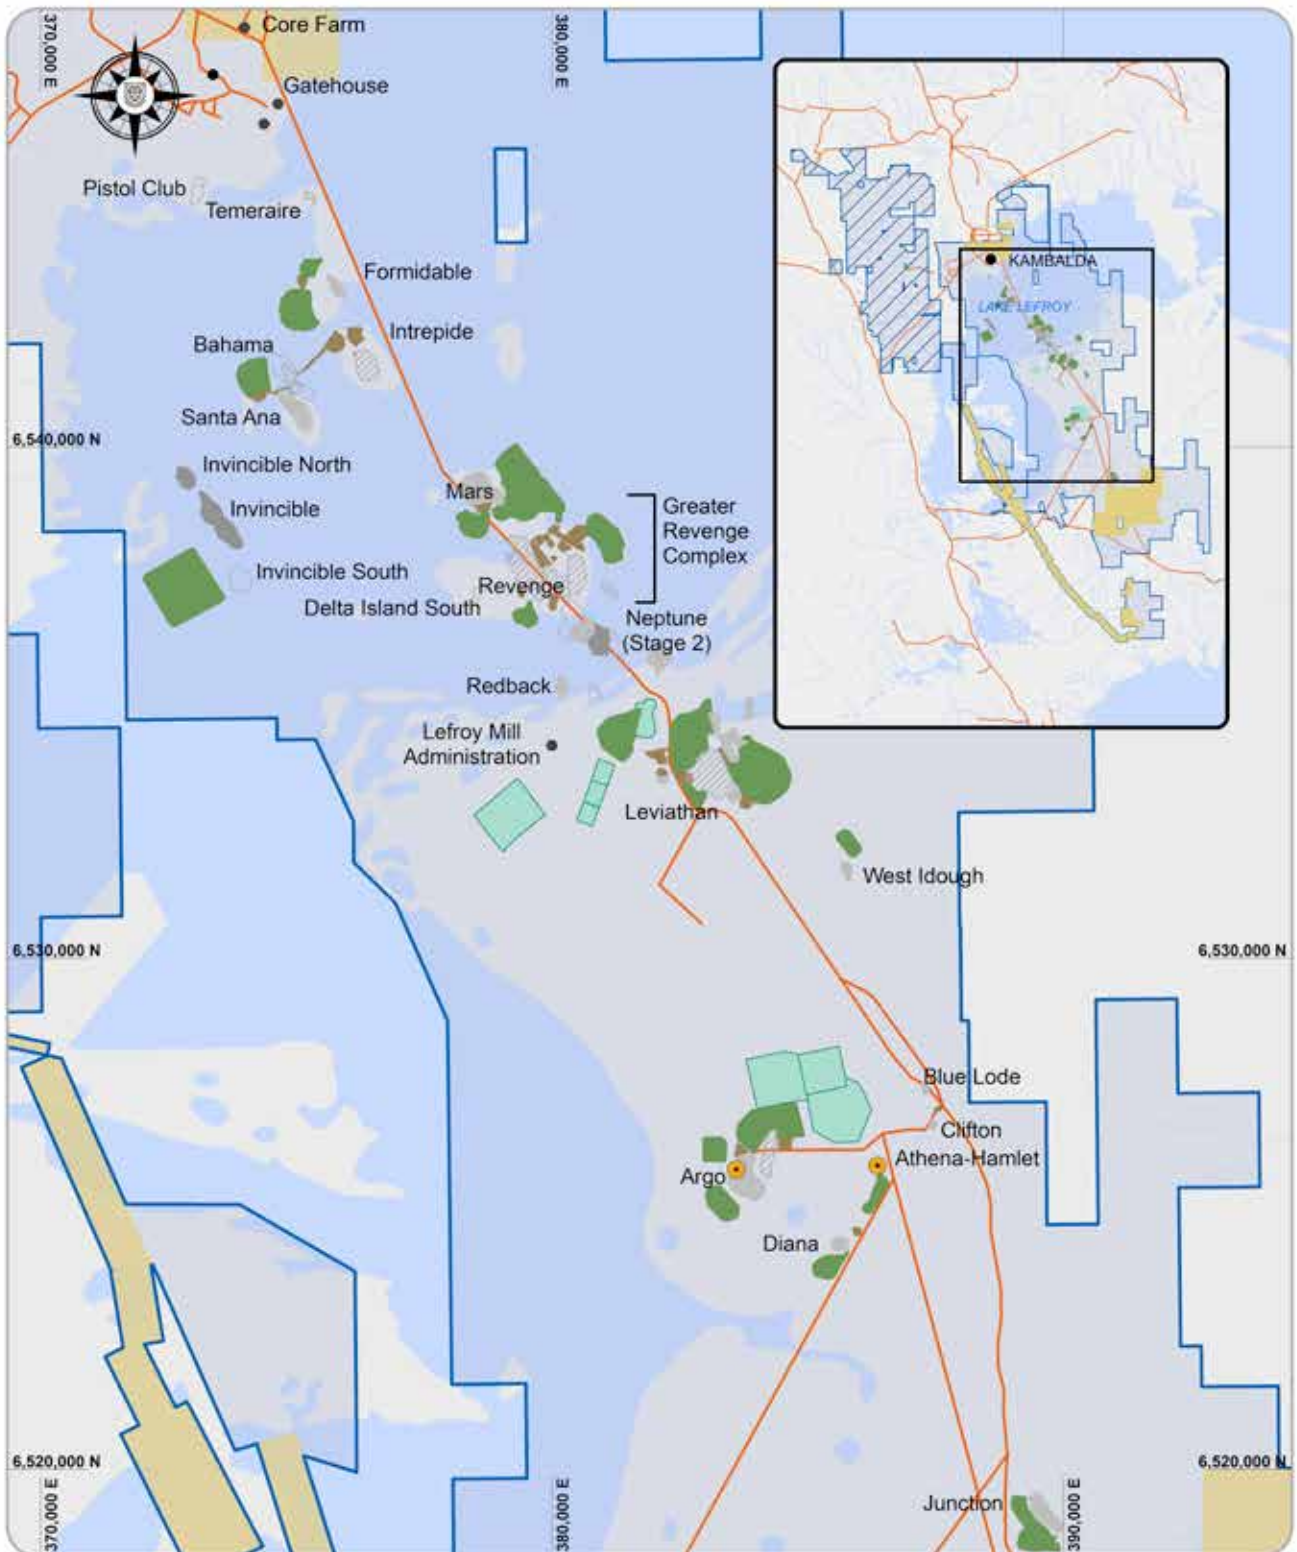 370,000 E
Core Farm
380,000 E
Gatehouse
Pistol Club
Temeraire
Formidable
Intrepide
Bahama
Santa Ana
KAMBALDA
LAKE LEFROY
6,540,000 N
Invincible North
Invincible
Mars
Greater
Revenge
Complex
Invincible South
Revenge
Delta Island South
Neptune
(Stage 2)
Redback
Lefroy Mill
Administration
Leviathan
West Idough
6,530,000 N
6,530,000 N
Blue Lode
Clifton
Athena-Hamlet
Argo
Diana
6,520,000 N
6,520,000 N
Junction
370,000 E
380,000 E
390,000 E